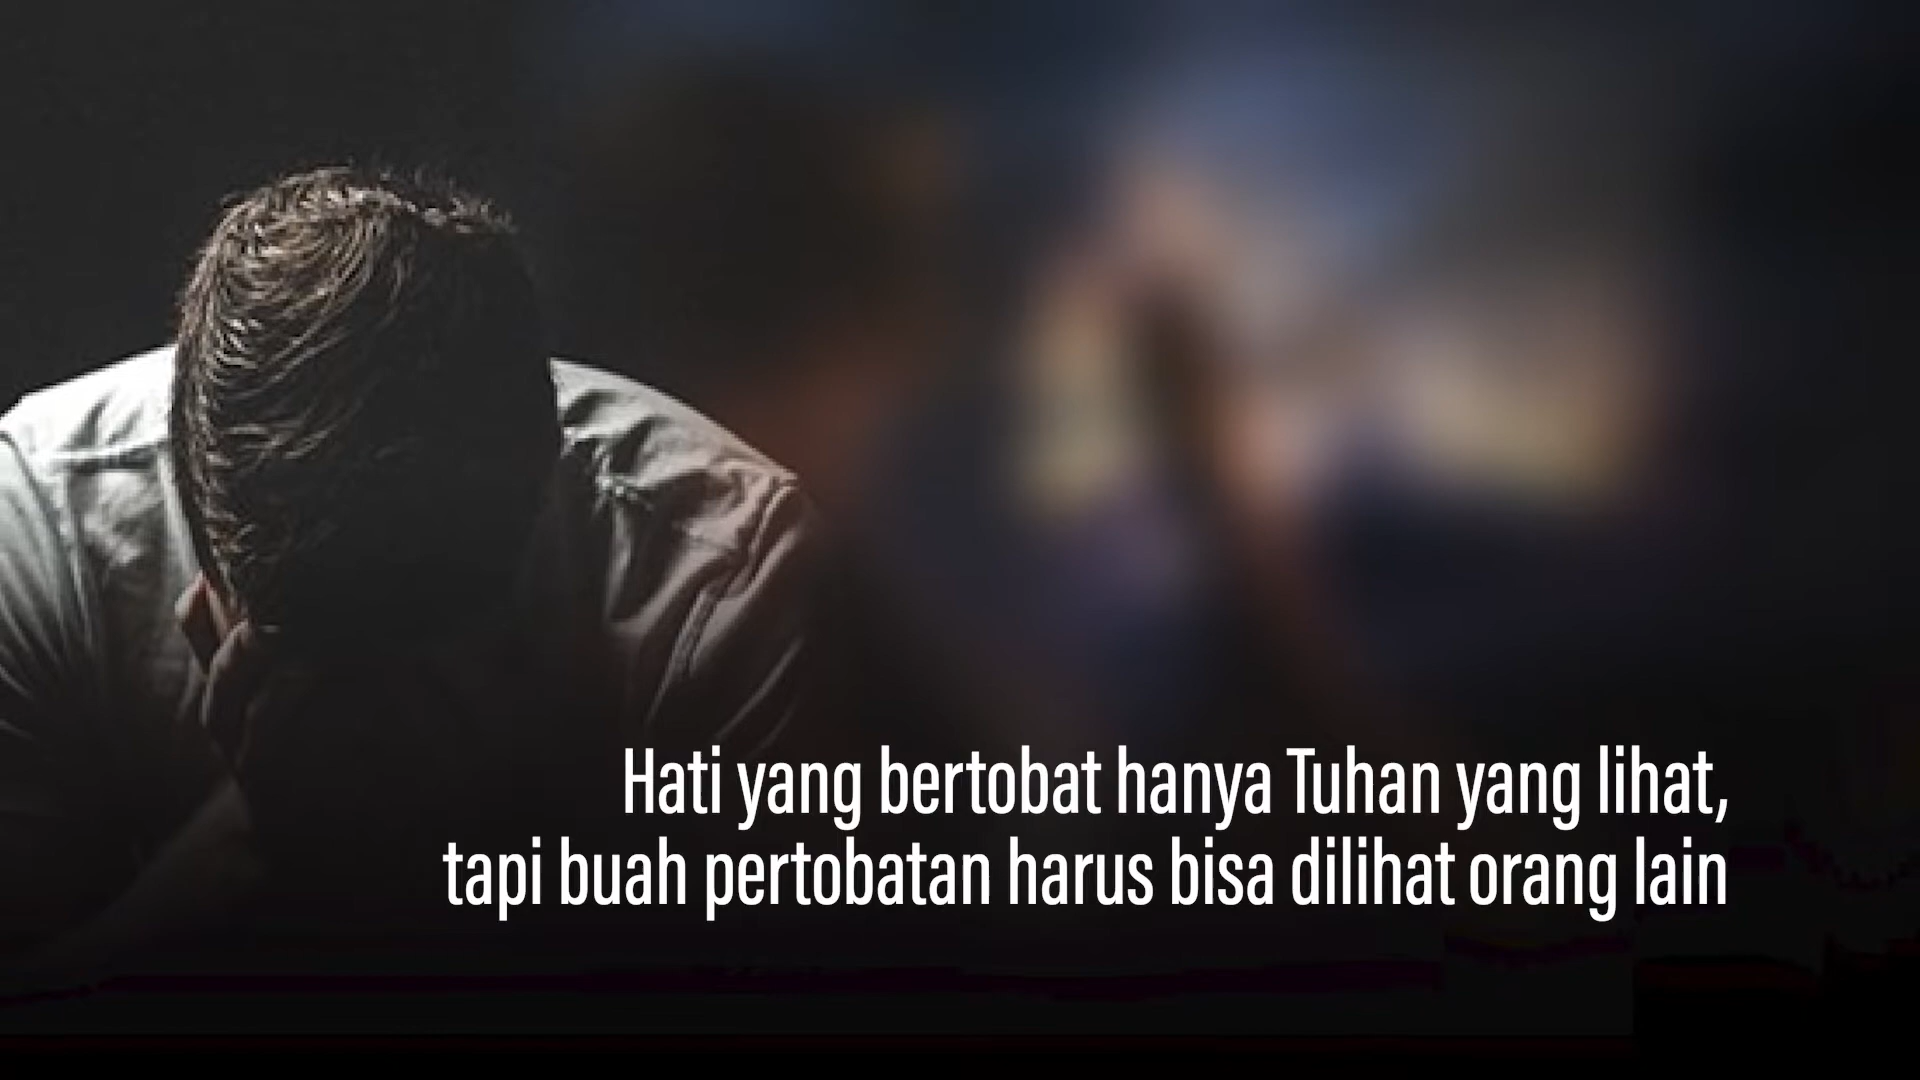 Hati yang bertobat hanya Tuhan yang lihat,
tapi buah pertobatan harus bisa dilihat orang lain